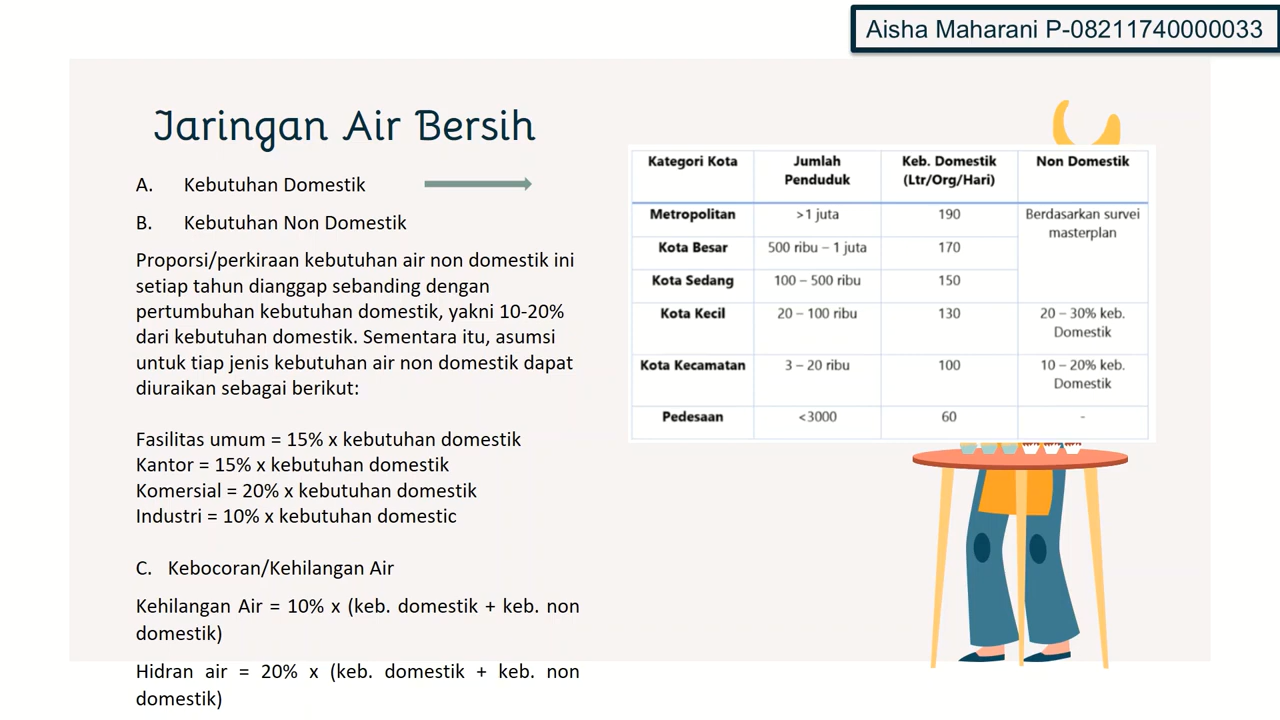 Aisha Maharani P-08211740000033
Jaringan Air Bersih
A. Kebutuhan Domestik
B. Kebutuhan Non Domestik
Proporsi/perkiraan kebutuhan air non domestik ini
setiap tahun dianggap sebanding dengan
pertumbuhan kebutuhan domestik, yakni 10-20%
dari kebutuhan domestik. Sementara itu, asumsi
untuk tiap jenis kebutuhan air non domestik dapat
diuraikan sebagai berikut:
Fasilitas umum = 15% x kebutuhan domestik
Kantor = 15% x kebutuhan domestik
Komersial = 20% x kebutuhan domestik
Industri = 10% x kebutuhan domestic
C. Kebocoran/Kehilangan Air
Kehilangan Air = 10% x (keb. domestik + keb. non
domestik)
Hidran air = 20% x (keb. domestik + keb. non
domestik)
Kategori Kota Jumlah Keb. Domestik Non Domestik
Penduduk (Ltr/Org/Hari)
Metropolitan >1 juta 190 Berdasarkan survei
masterplan
Kota Besar 500 ribu – 1 juta 170
Kota Sedang 100 – 500 ribu 150
Kota Kecil 20 – 100 ribu 130 20 – 30% keb.
Domestik
Kota Kecamatan 3 – 20 ribu 100 10 – 20% keb.
Domestik
Pedesaan <3000 60 -